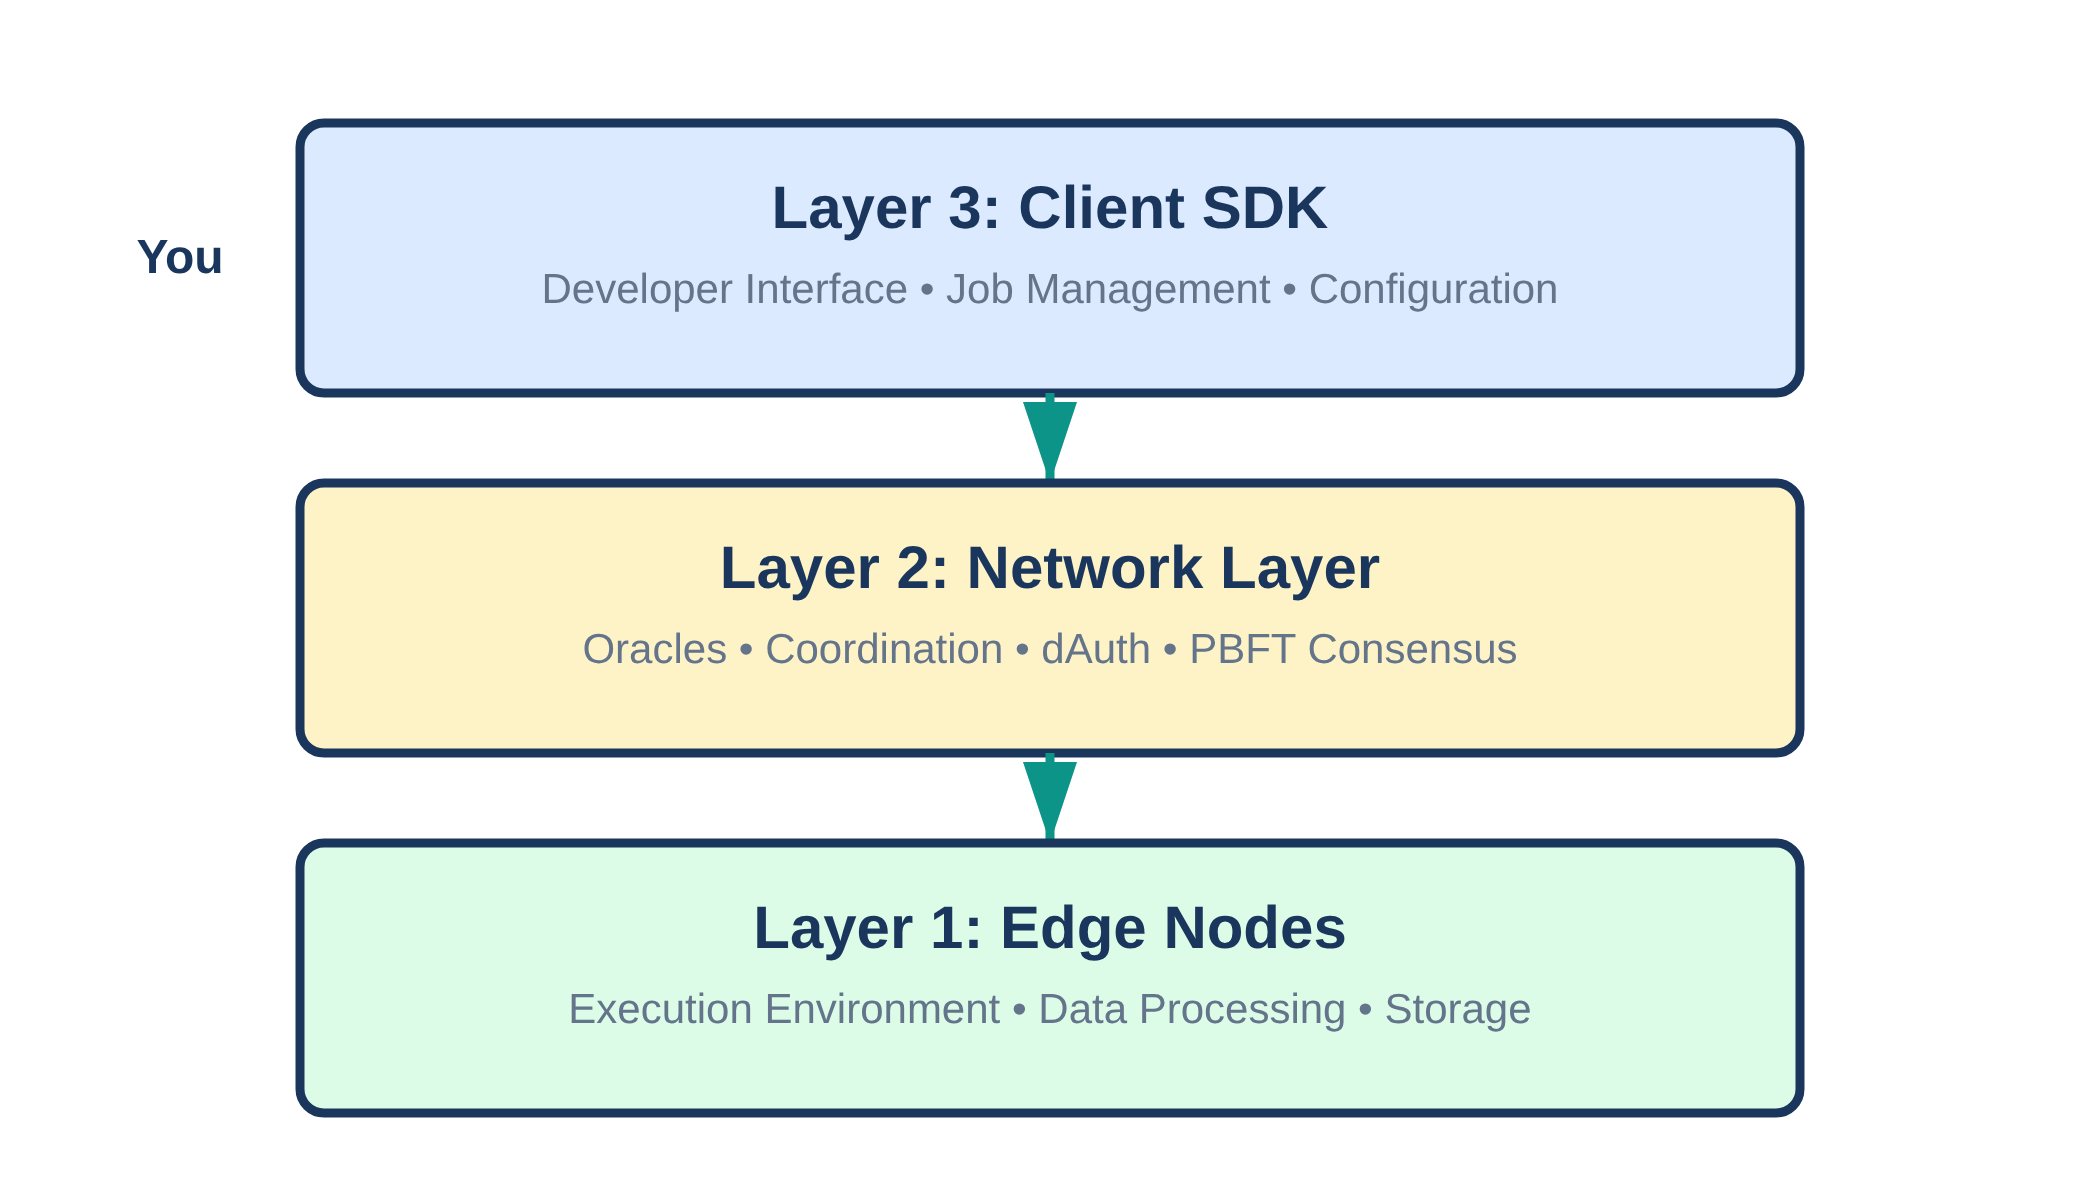 Layer 3: Client SDK
You
Developer Interface • Job Management • Configuration
Layer 2: Network Layer
Oracles • Coordination • dAuth • PBFT Consensus
Layer 1: Edge Nodes
Execution Environment • Data Processing • Storage